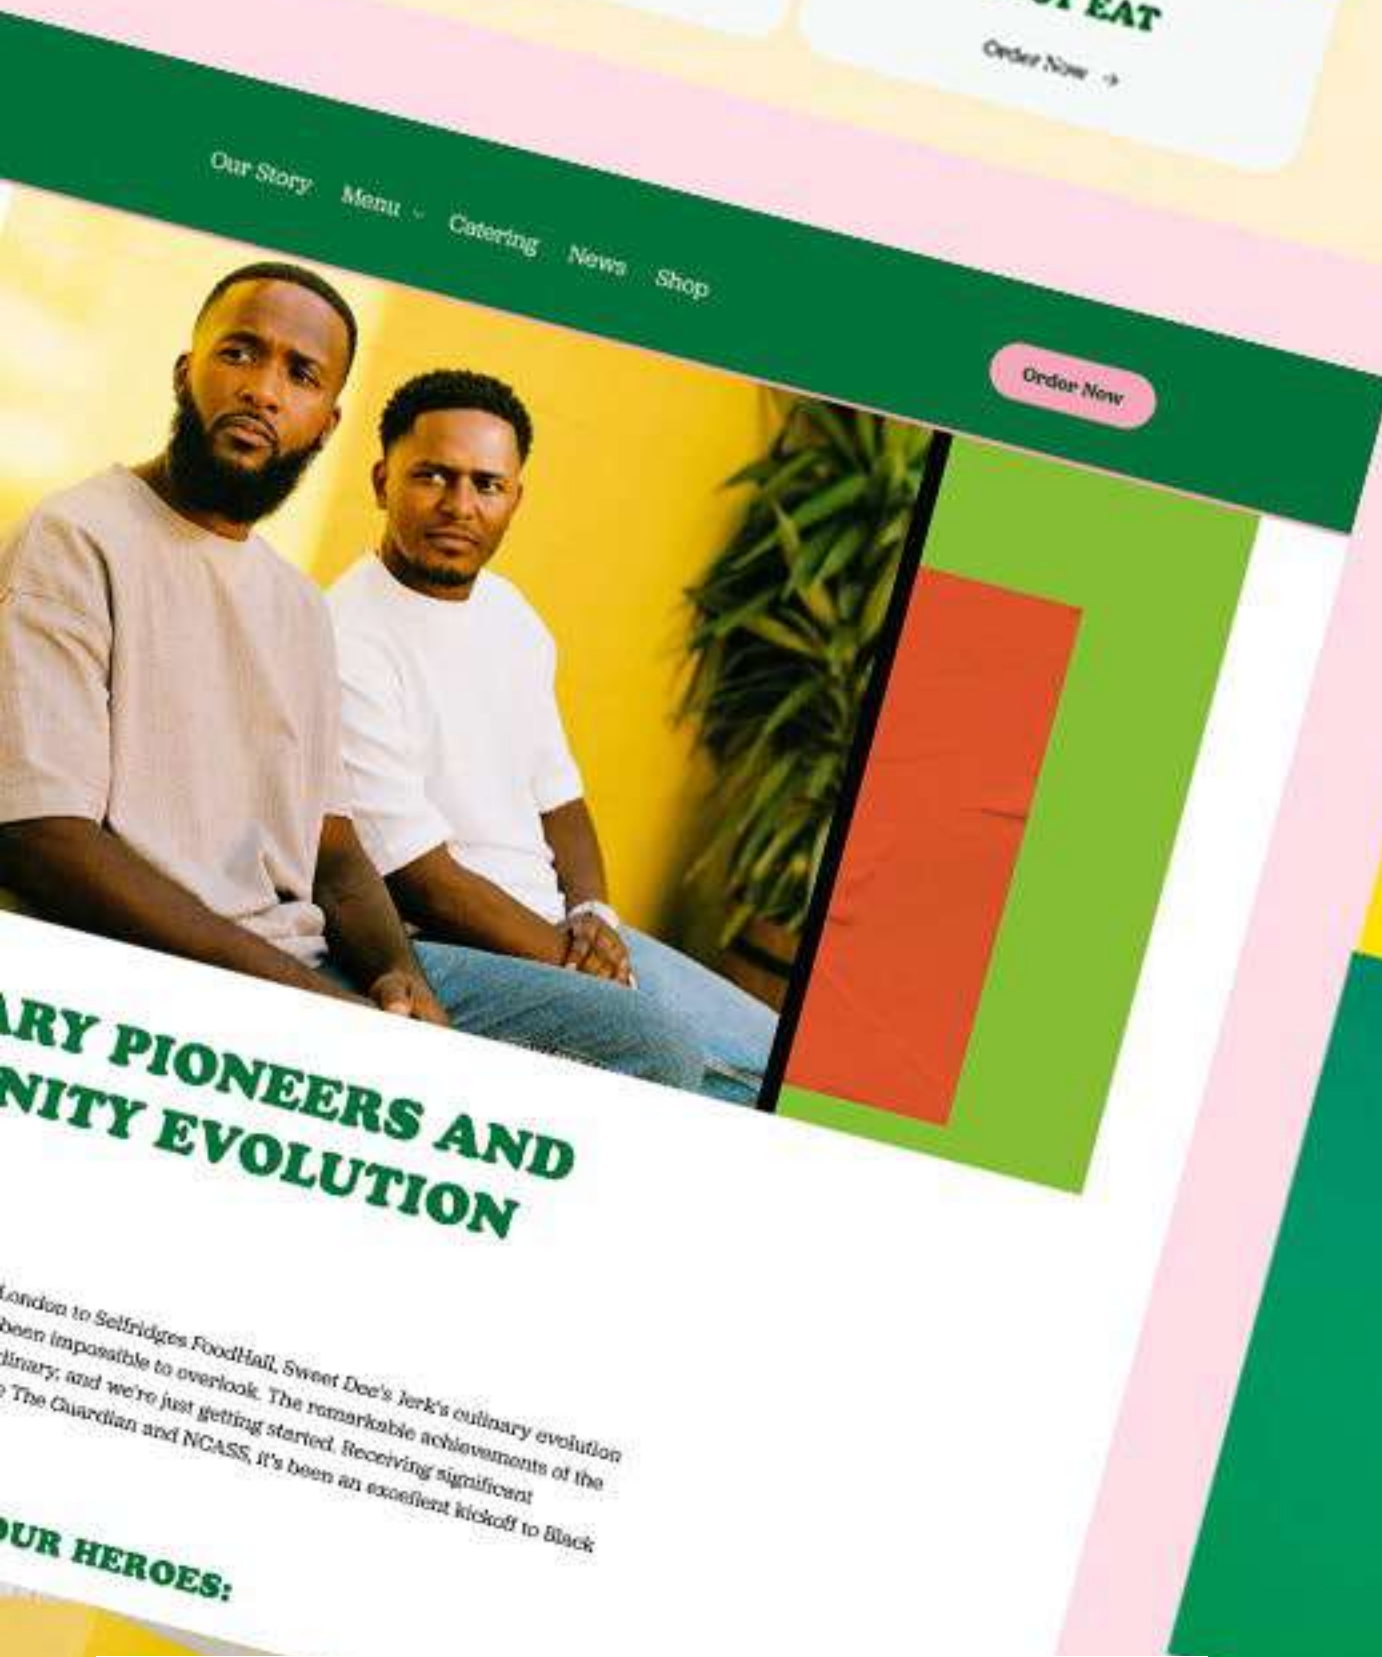 EAT
Order Now →
Our Story Menu Catering News Shop
Order Now
ARY PIONEERS AND
NITY EVOLUTION
London to Selfridges FoodHall, Sweet Dee's Jerk's culinary evolution
been impossible to overlook. The remarkable achievements of the
dinary, and we're just getting started. Receiving significant
The Guardian and NCASS, it's been an excellent kickoff to Black
OUR HEROES: